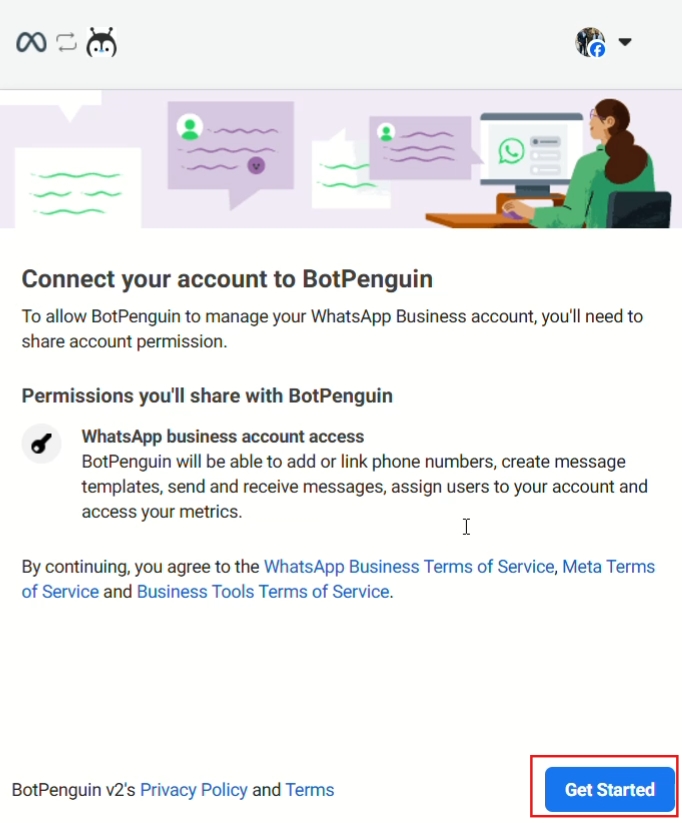 Connect your account to BotPenguin
To allow BotPenguin to manage your WhatsApp Business account, you'll need to
share account permission.
Permissions you'll share with BotPenguin
WhatsApp business account access
BotPenguin will be able to add or link phone numbers, create message
templates, send and receive messages, assign users to your account and
access your metrics.
By continuing, you agree to the WhatsApp Business Terms of Service, Meta Terms
of Service and Business Tools Terms of Service.
BotPenguin v2's Privacy Policy and Terms
Get Started